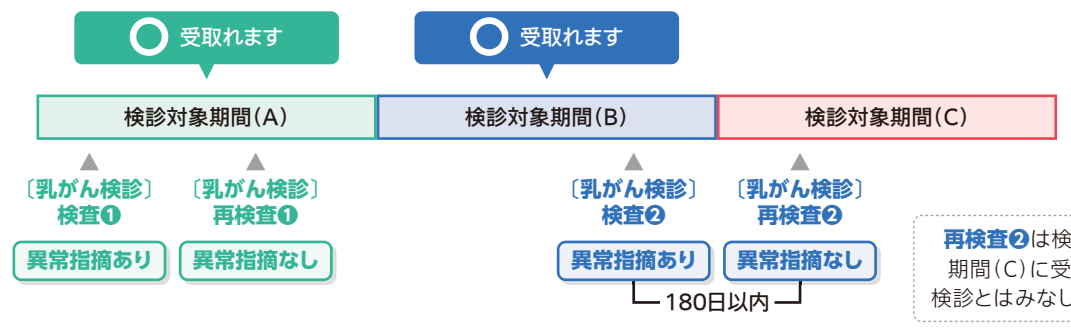 受取れます
受取れます
検診対象期間(A)
検診対象期間(B)
検診対象期間(C)
〔乳がん検診〕
検査❶
異常指摘あり
〔乳がん検診〕
再検査❶
異常指摘なし
〔乳がん検診〕
検査❷
異常指摘あり
〔乳がん検診〕
再検査❷
異常指摘なし
180日以内
再検査❷は検
期間(C)に受
検診とはみなし